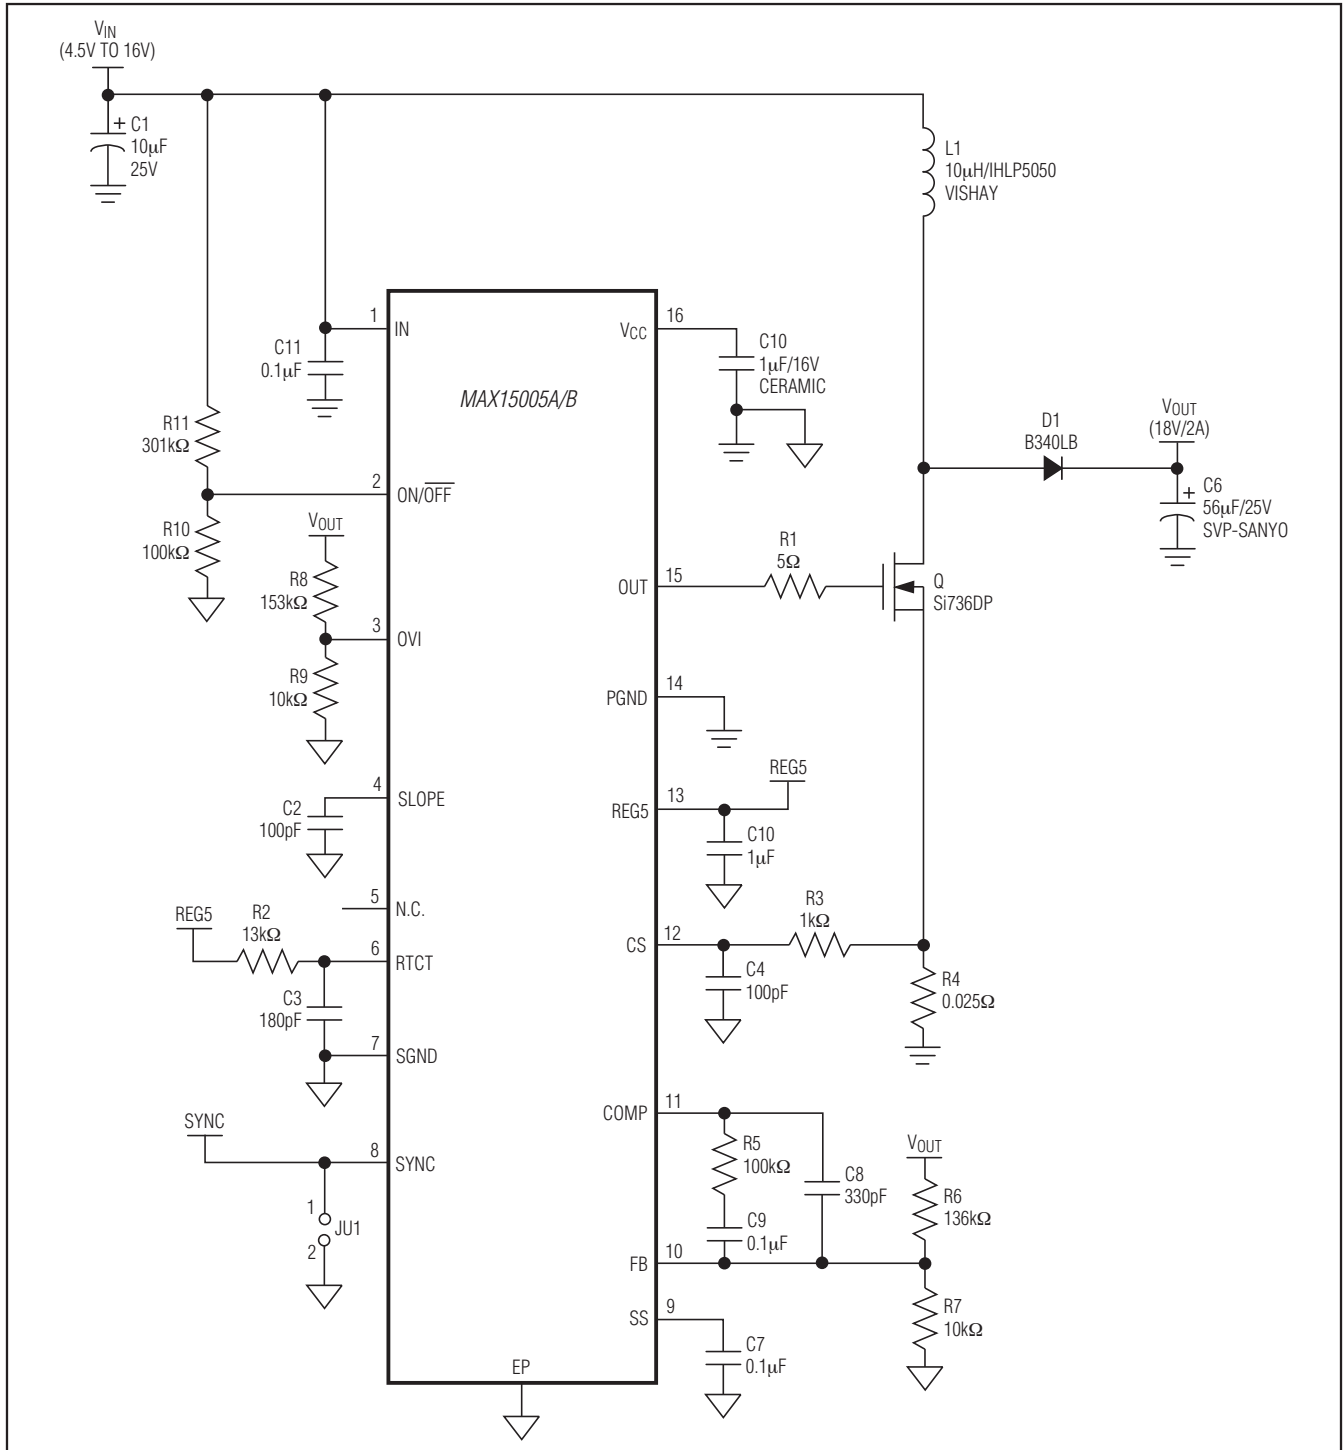 VIN
(4.5V TO 16V)
+ C1
10μF
25V
L1
10μH/IHLP5050
VISHAY
1
IN
C11
0.1μF
MAX15005A/B
16
VCC
C10
1μF/16V
CERAMIC
R11
301kΩ
2
ON/OFF
R10
100kΩ
D1
B340LB
VOUT
(18V/2A)
+ C6
56μF/25V
SVP-SANYO
VOUT
R8
153kΩ
3
OVI
R9
10kΩ
15
OUT
R1
5Ω
Q
Si736DP
14
PGND
4
SLOPE
C2
100pF
REG5
13
REG5
C10
1μF
5
N.C.
REG5
R2
13kΩ
6
RTCT
C3
180pF
7
SGND
12
CS
R3
1kΩ
C4
100pF
R4
0.025Ω
SYNC
8
SYNC
1
JU1
2
11
COMP
R5
100kΩ
C8
330pF
C9
0.1μF
VOUT
R6
136kΩ
10
FB
R7
10kΩ
9
SS
C7
0.1μF
EP